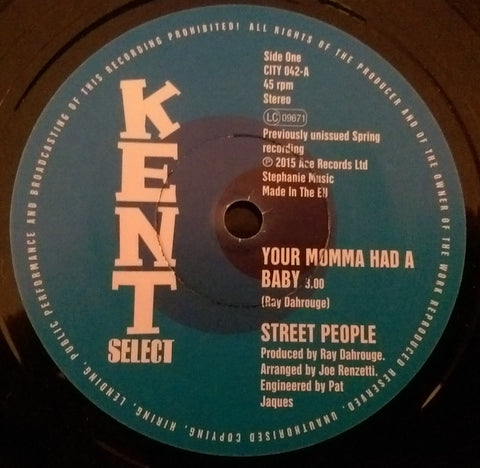 ALL RIGHTS OF THE PRODUCER AND OF THE OWNER OF THE WORK REPRODUCED RESERVED. UNAUTHORISED COPYING, HIRING, LENDING, PUBLIC PERFORMANCE AND BROADCASTING OF THIS RECORDING PROHIBITED!
KENT
SELECT
Side One
CITY 042-A
45 rpm
Stereo
LC 09671
Previously unissued Spring
recording
℗ 2015 Ace Records Ltd
Stephanie Music
Made In The EU
YOUR MOMMA HAD A
BABY 3.00
(Ray Dahrouge)
STREET PEOPLE
Produced by Ray Dahrouge.
Arranged by Joe Renzetti.
Engineered by Pat
Jaques